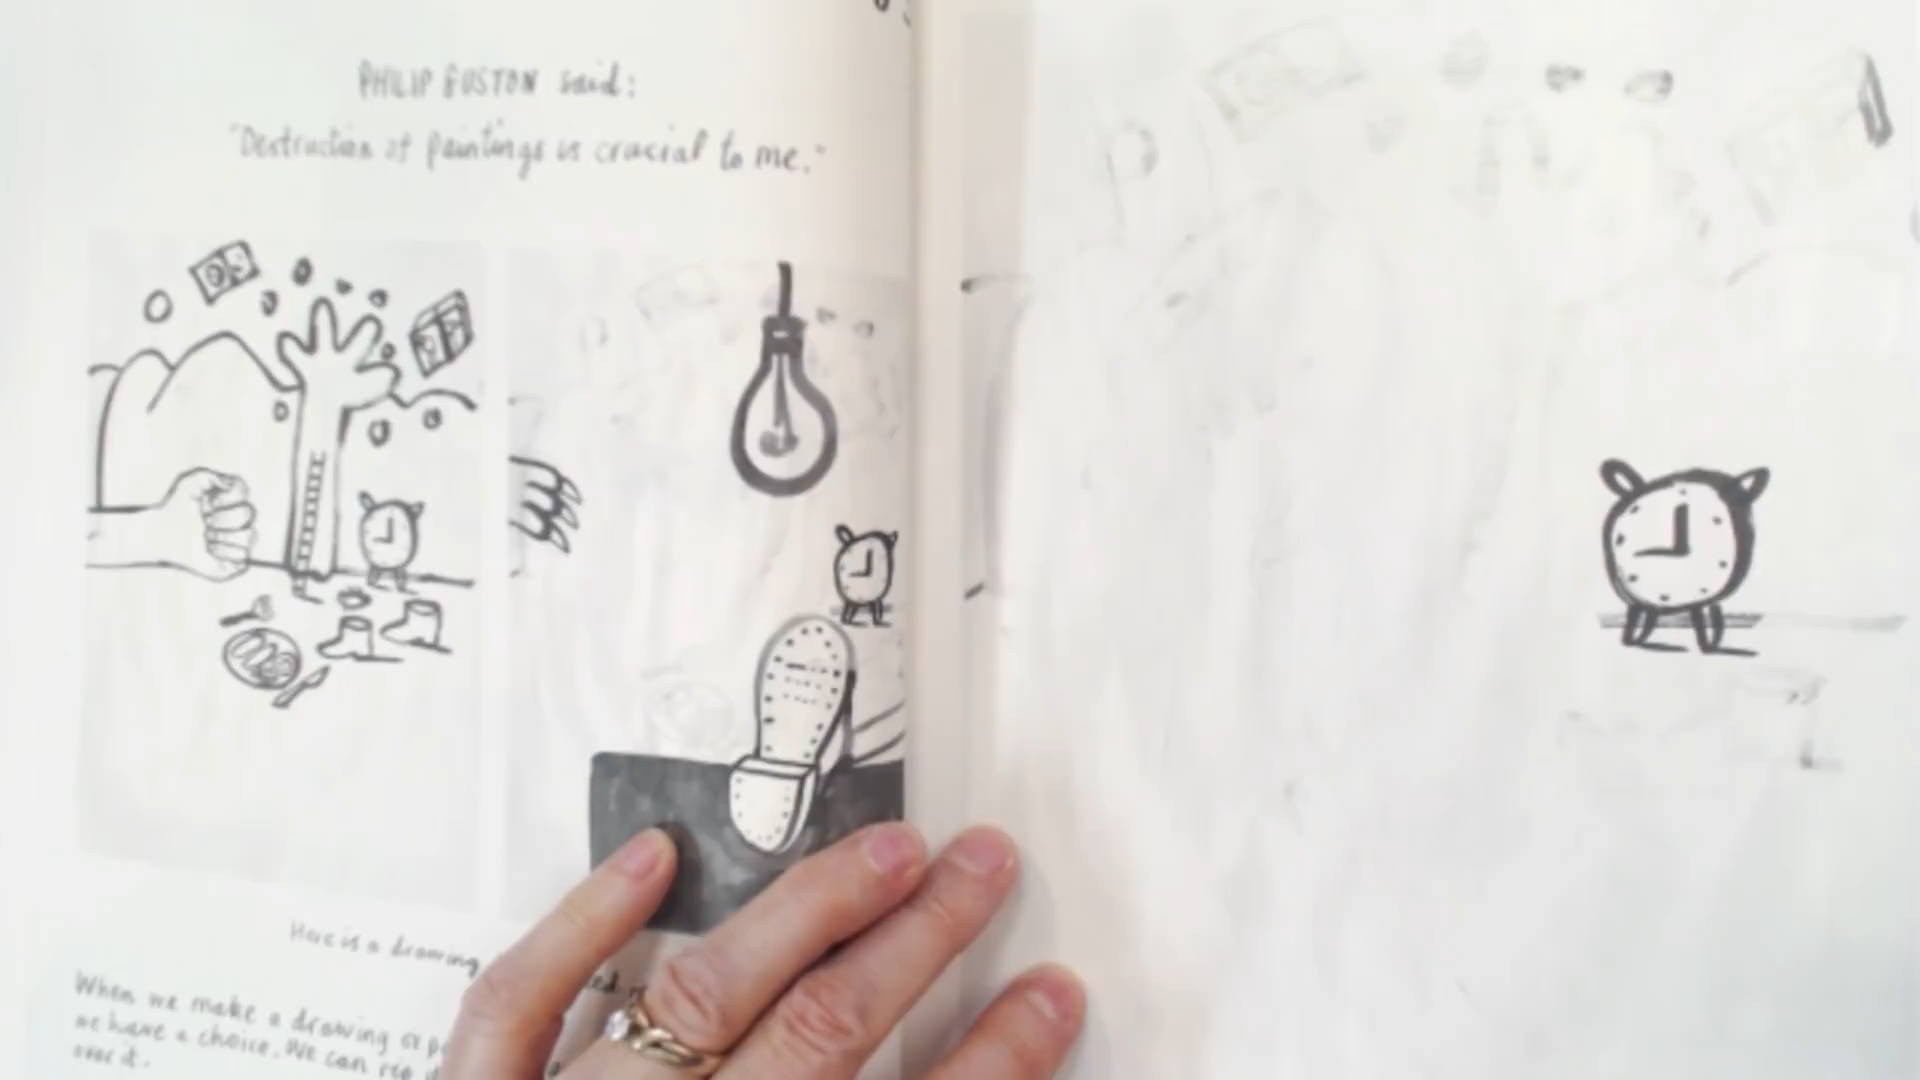 PHILIP GUSTON said:
"Destruction of paintings is crucial to me."
Here is a drawing
When we make a drawing or
we have a choice. We can rip
over it.